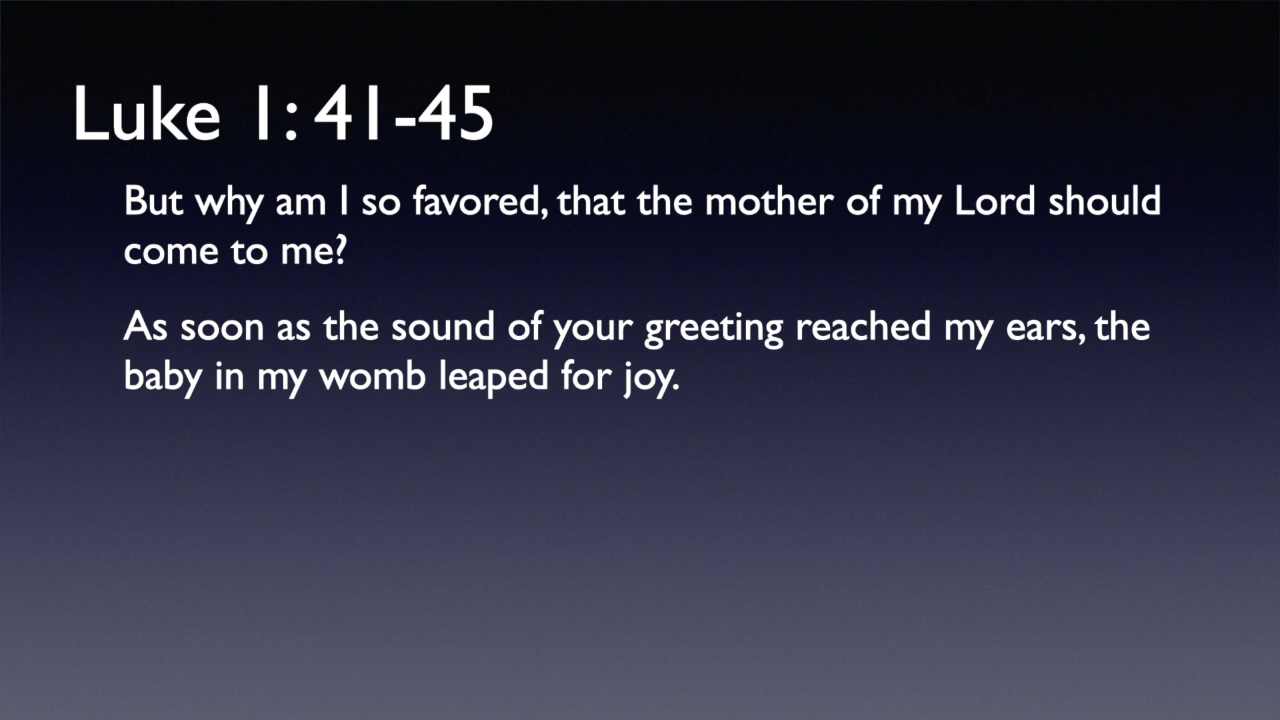 Luke 1: 41-45
But why am I so favored, that the mother of my Lord should
come to me?
As soon as the sound of your greeting reached my ears, the
baby in my womb leaped for joy.